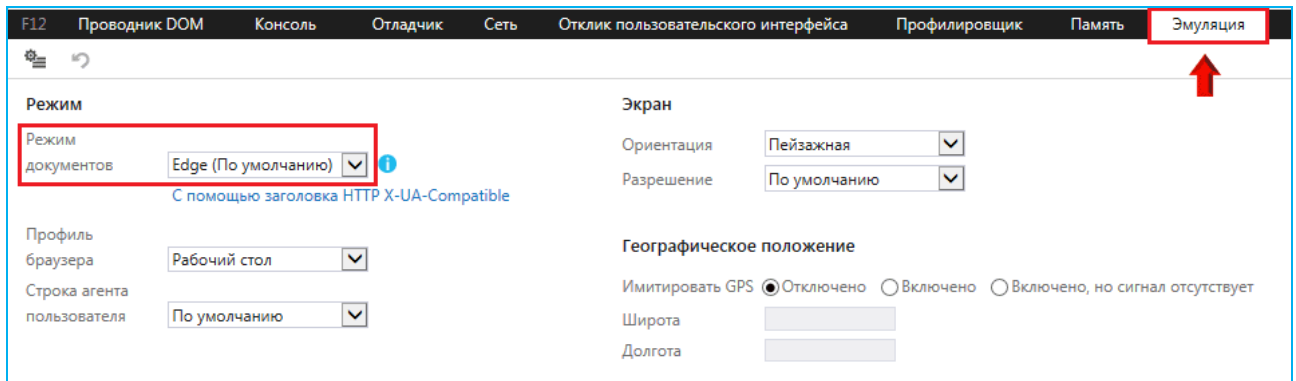 F12 Проводник DOM Консоль Отладчик Сеть Отклик пользовательского интерфейса Профилировщик Память Эмуляция
Режим
Режим
документов Edge (По умолчанию)
С помощью заголовка HTTP X-UA-Compatible
Профиль
браузера Рабочий стол
Строка агента
пользователя По умолчанию
Экран
Ориентация Пейзажная
Разрешение По умолчанию
Географическое положение
Имитировать GPS Отключено Включено Включено, но сигнал отсутствует
Широта
Долгота